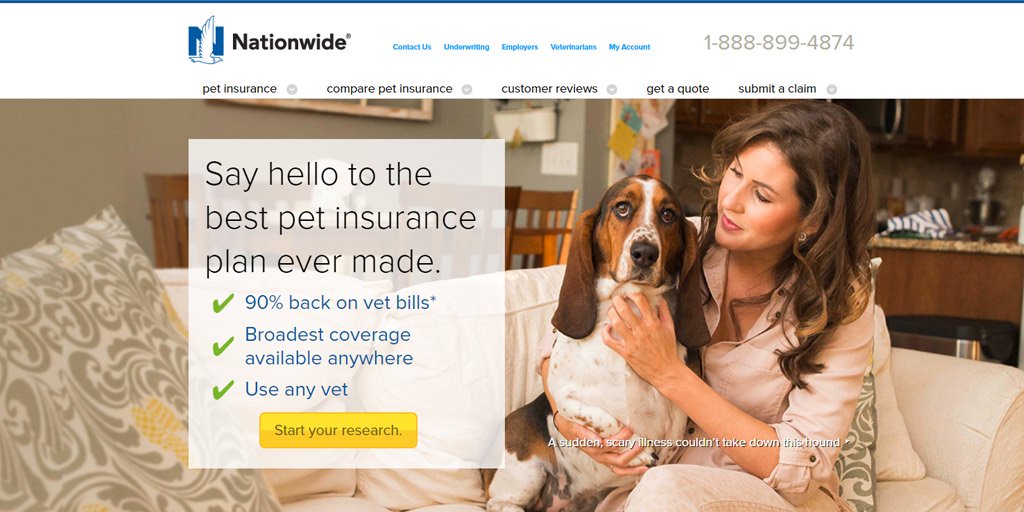 Nationwide®
Contact Us Underwriting Employers Veterinarians My Account
1-888-899-4874
pet insurance compare pet insurance customer reviews get a quote submit a claim
Say hello to the
best pet insurance
plan ever made.
90% back on vet bills*
Broadest coverage
available anywhere
Use any vet
Start your research.
A sudden, scary illness couldn't take down this hound